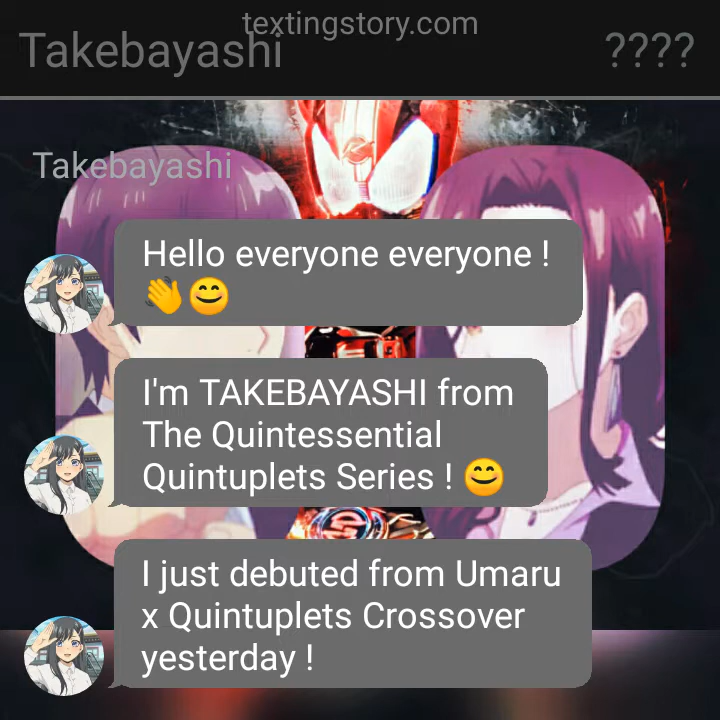 textingstory.com
Takebayashi
????
Takebayashi
Hello everyone everyone !
👋😊
I'm TAKEBAYASHI from
The Quintessential
Quintuplets Series ! 😊
I just debuted from Umaru
x Quintuplets Crossover
yesterday !